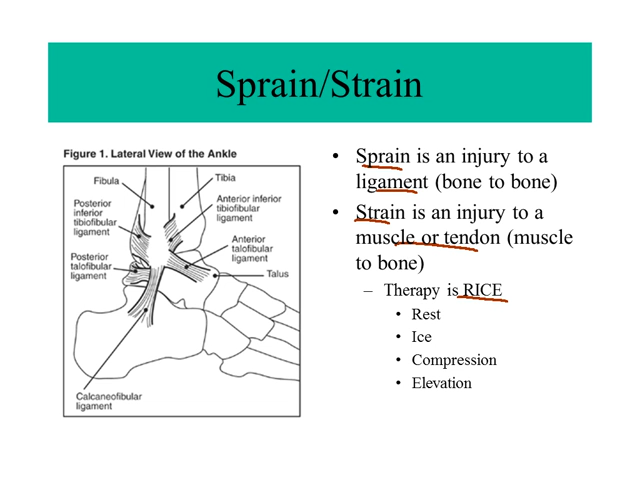 Sprain/Strain
Figure 1. Lateral View of the Ankle
Fibula
Tibia
Posterior
inferior
tibiofibular
ligament
Anterior inferior
tibiofibular
ligament
Posterior
talofibular
ligament
Anterior
talofibular
ligament
Talus
Calcaneofibular
ligament
• Sprain is an injury to a
ligament (bone to bone)
• Strain is an injury to a
muscle or tendon (muscle
to bone)
– Therapy is RICE
• Rest
• Ice
• Compression
• Elevation